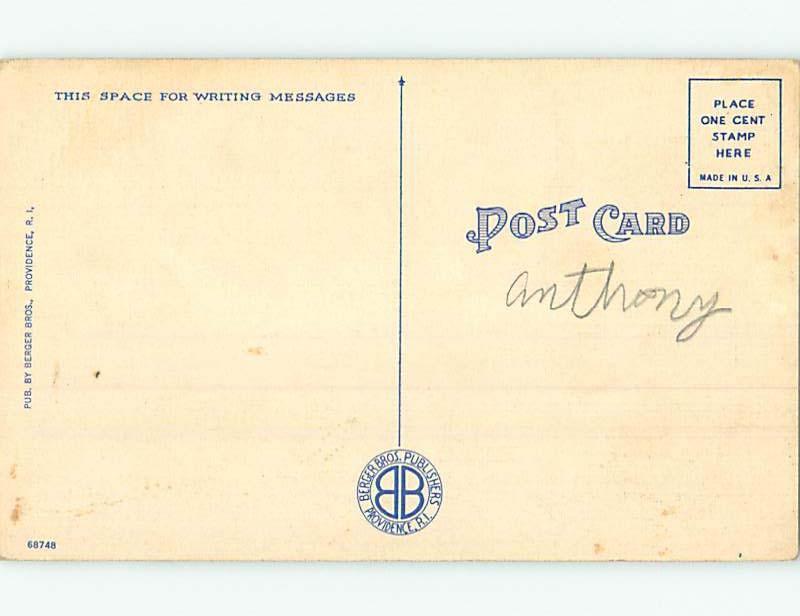 THIS SPACE FOR WRITING MESSAGES
PUB. BY BERGER BROS., PROVIDENCE, R. I.
68748
BERGER BROS. PUBLISHERS
BB
PROVIDENCE, R.I.
PLACE
ONE CENT
STAMP
HERE
MADE IN U. S. A
POST CARD
anthony